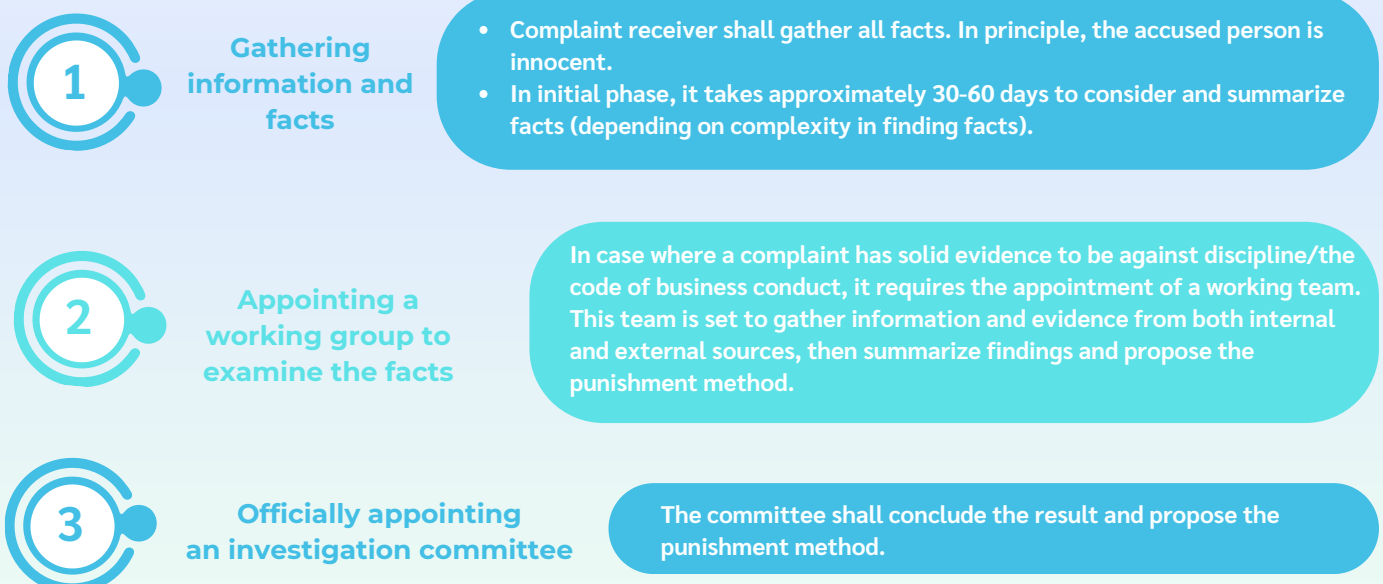 1
Gathering
information and
facts
• Complaint receiver shall gather all facts. In principle, the accused person is
innocent.
• In initial phase, it takes approximately 30-60 days to consider and summarize
facts (depending on complexity in finding facts).
2
Appointing a
working group to
examine the facts
In case where a complaint has solid evidence to be against discipline/the
code of business conduct, it requires the appointment of a working team.
This team is set to gather information and evidence from both internal
and external sources, then summarize findings and propose the
punishment method.
3
Officially appointing
an investigation committee
The committee shall conclude the result and propose the
punishment method.